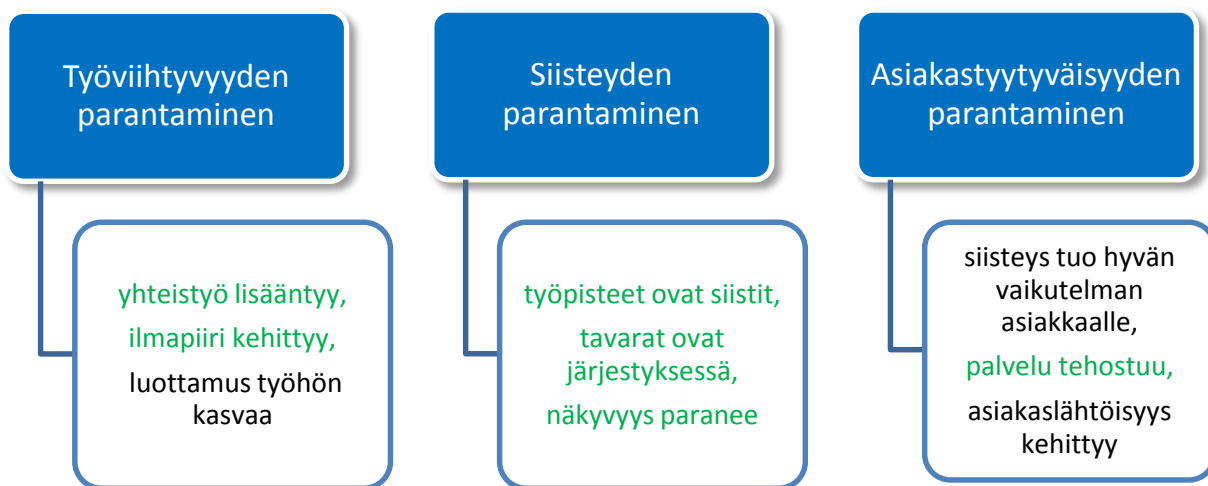 Työviihtyvyyden
parantaminen
yhteistyö lisääntyy,
ilmapiiri kehittyy,
luottamus työhön
kasvaa
Siisteyden
parantaminen
työpisteet ovat siistit,
tavarat ovat
järjestyksessä,
näkyvyys paranee
Asiakastyytyväisyyden
parantaminen
siisteys tuo hyvän
vaikutelman
asiakkaalle,
palvelu tehostuu,
asiakaslähtöisyys
kehittyy